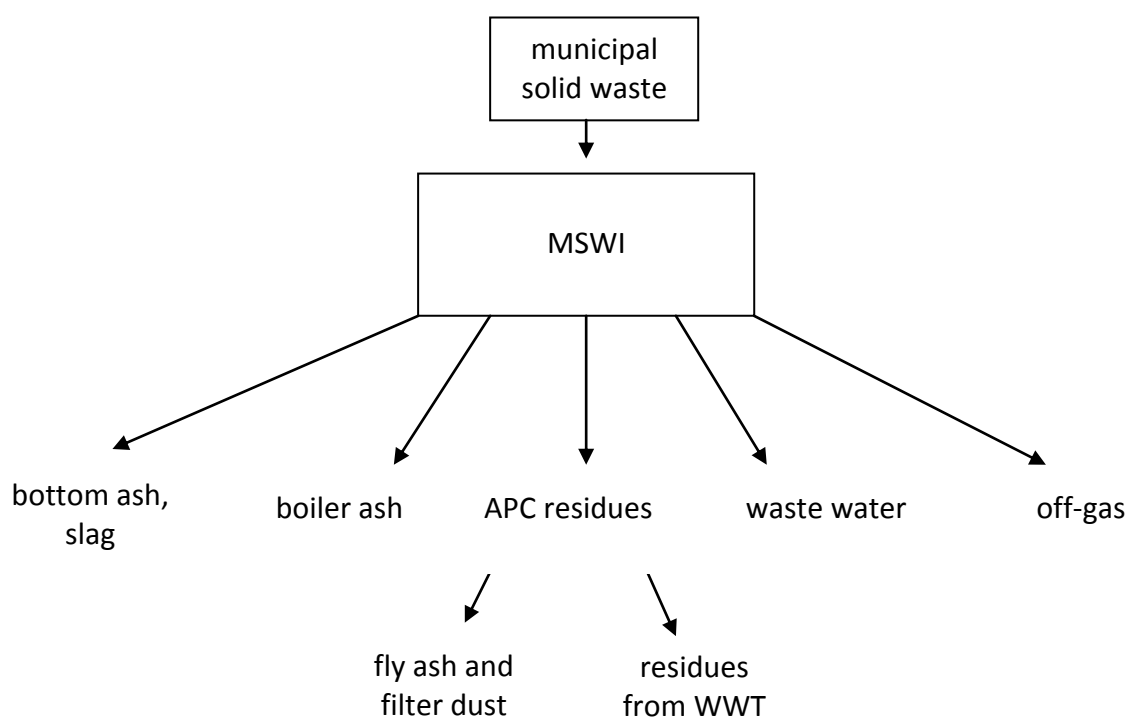 municipal
solid waste
MSWI
bottom ash,
slag
boiler ash
APC residues
waste water
off-gas
fly ash and
filter dust
residues
from WWT